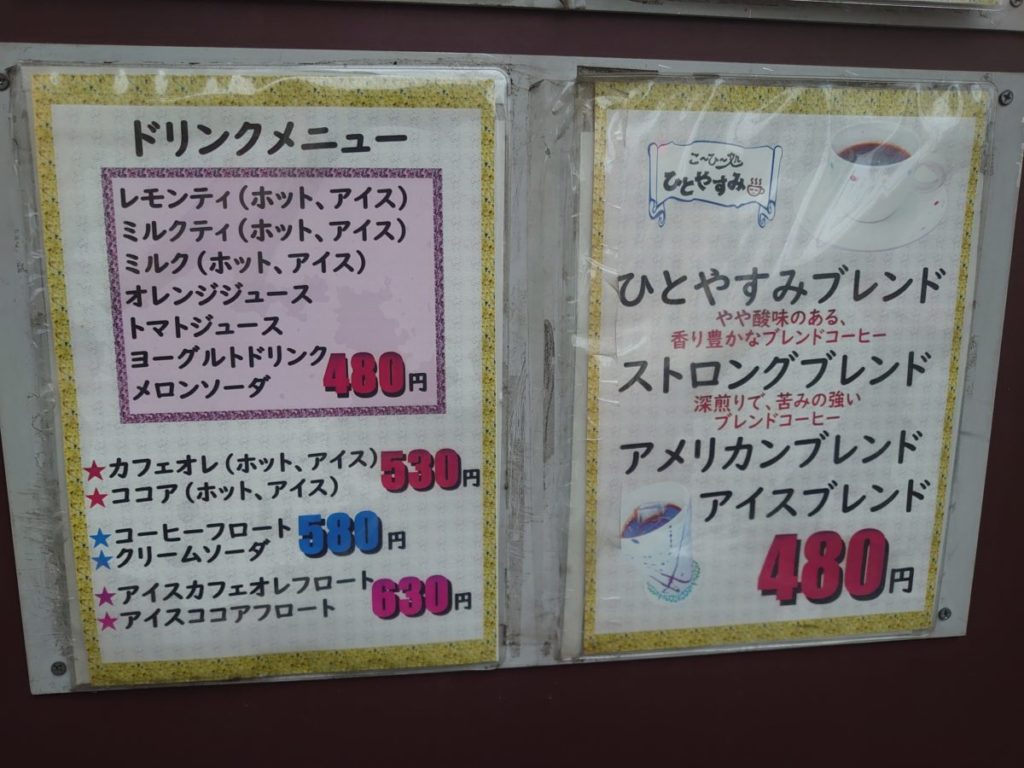 ドリンクメニュー
レモンティ(ホット、アイス)
ミルクティ(ホット、アイス)
ミルク(ホット、アイス)
オレンジジュース
トマトジュース
ヨーグルトドリンク
メロンソーダ 480円
★カフェオレ(ホット、アイス) 530円
★ココア(ホット、アイス)
★コーヒーフロート 580円
★クリームソーダ
★アイスカフェオレフロート 630円
★アイスココアフロート
こ～ひ～処
ひとやすみ
ひとやすみブレンド
やや酸味のある、
香り豊かなブレンドコーヒー
ストロングブレンド
深煎りで、苦みの強い
ブレンドコーヒー
アメリカンブレンド
アイスブレンド
480円